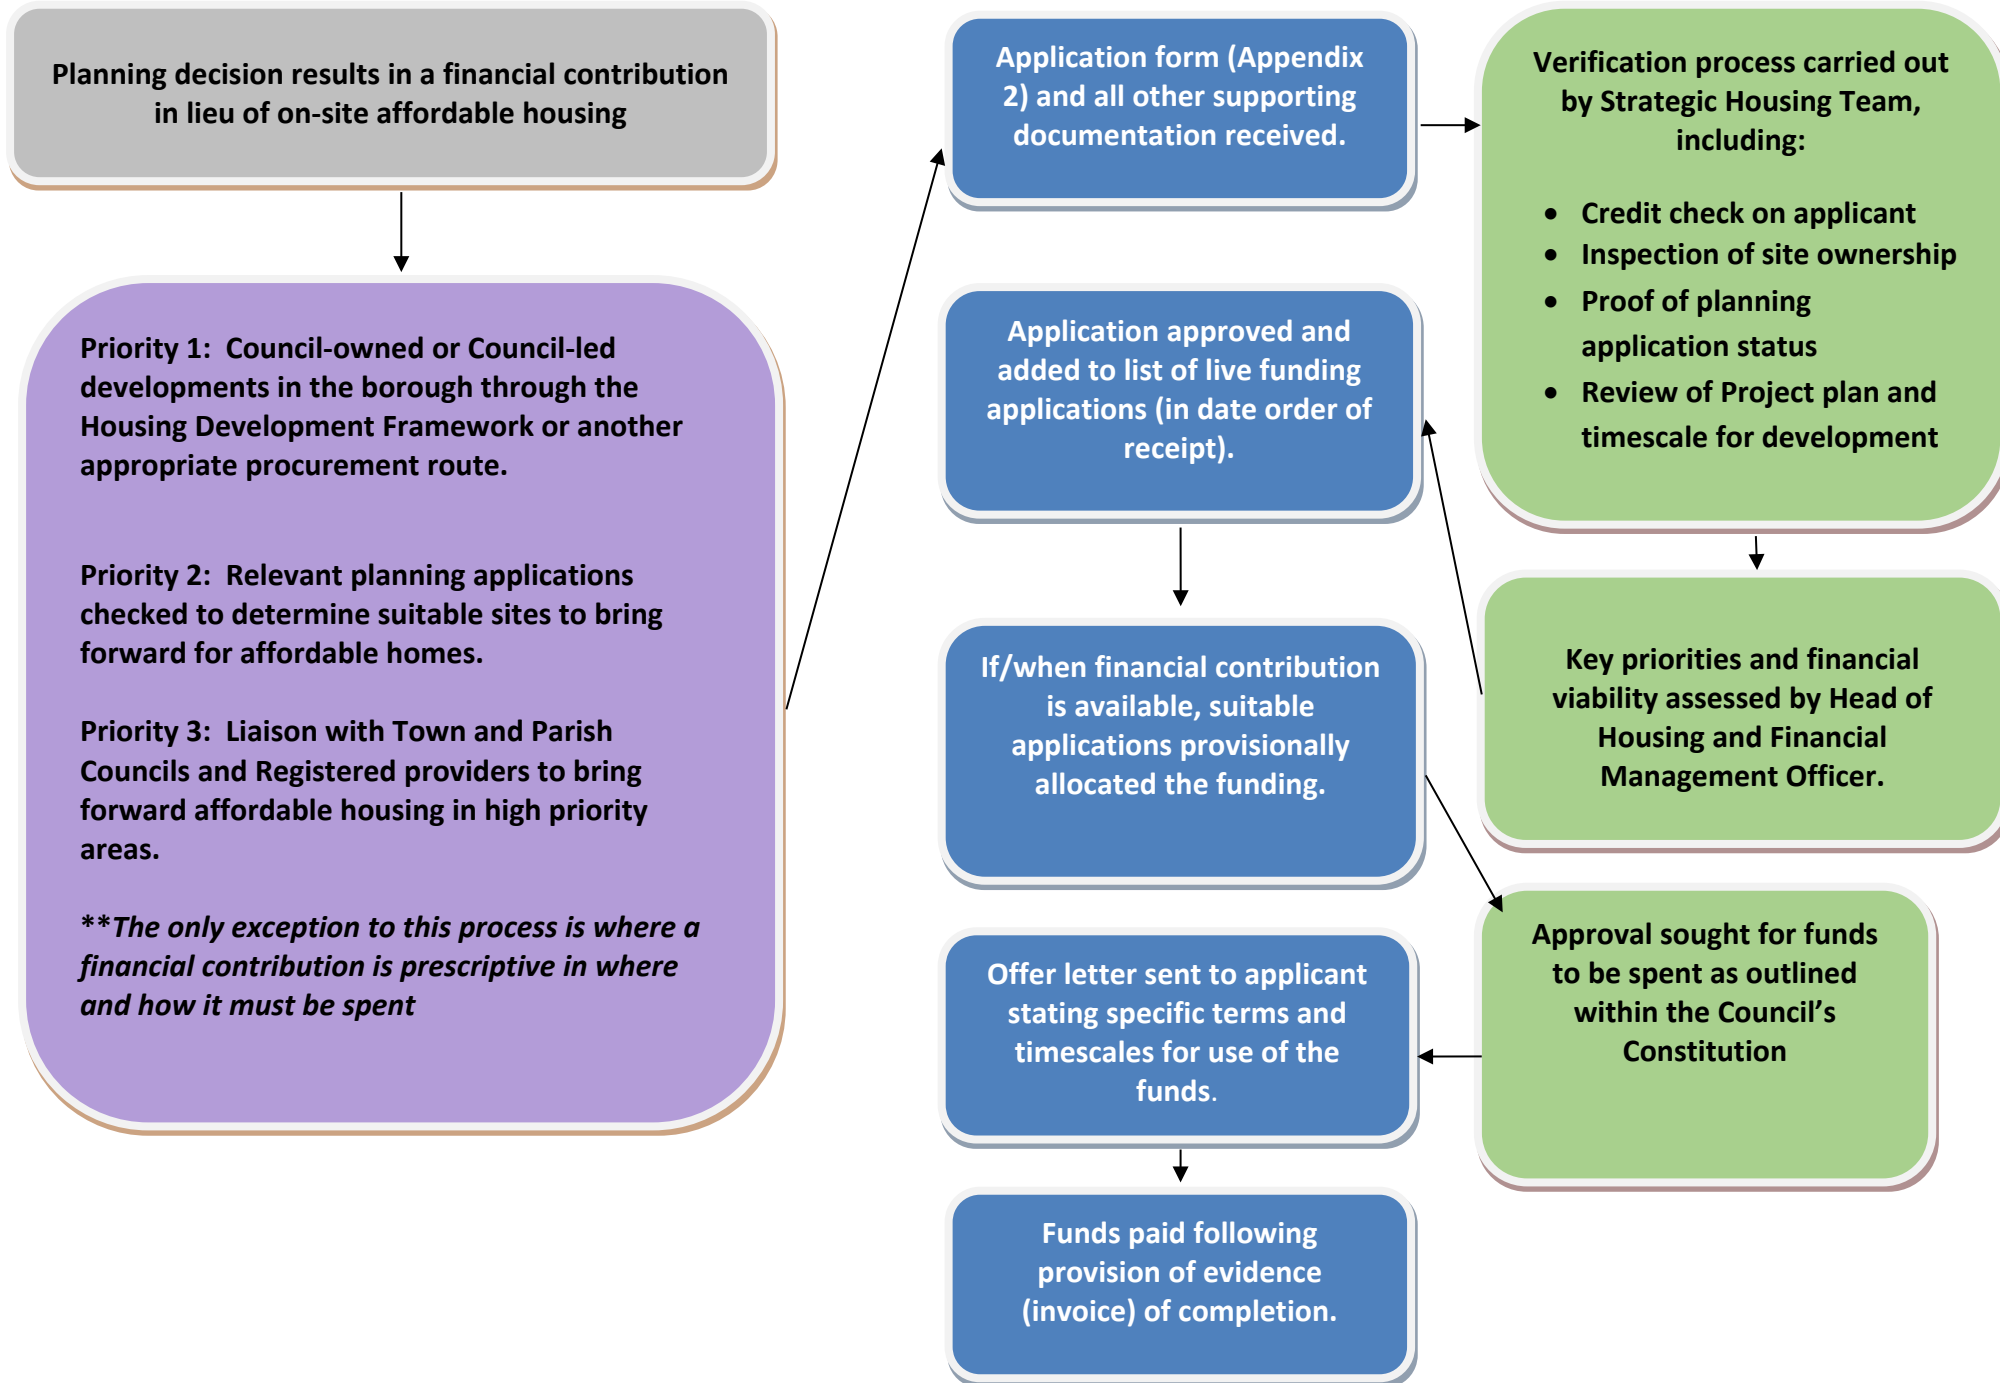 Planning decision results in a financial contribution
in lieu of on-site affordable housing
Priority 1:  Council-owned or Council-led
developments in the borough through the
Housing Development Framework or another
appropriate procurement route.
Priority 2:  Relevant planning applications
checked to determine suitable sites to bring
forward for affordable homes.
Priority 3:  Liaison with Town and Parish
Councils and Registered providers to bring
forward affordable housing in high priority
areas.
**The only exception to this process is where a
financial contribution is prescriptive in where
and how it must be spent
Application form (Appendix
2) and all other supporting
documentation received.
Verification process carried out
by Strategic Housing Team,
including:
• Credit check on applicant
• Inspection of site ownership
• Proof of planning
application status
• Review of Project plan and
timescale for development
Key priorities and financial
viability assessed by Head of
Housing and Financial
Management Officer.
Application approved and
added to list of live funding
applications (in date order of
receipt).
If/when financial contribution
is available, suitable
applications provisionally
allocated the funding.
Approval sought for funds
to be spent as outlined
within the Council’s
Constitution
Offer letter sent to applicant
stating specific terms and
timescales for use of the
funds.
Funds paid following
provision of evidence
(invoice) of completion.